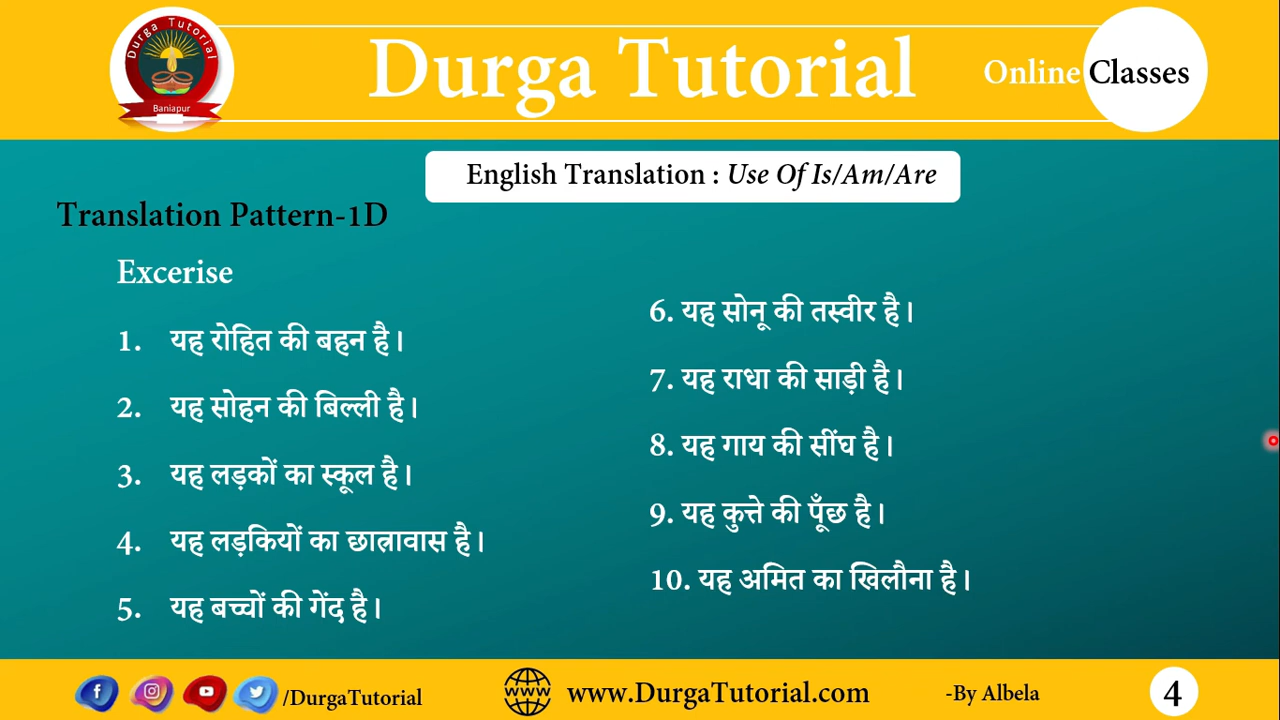 Durga Tutorial
Baniapur
Durga Tutorial
Online Classes
English Translation : Use Of Is/Am/Are
Translation Pattern-1D
Excerise
1. यह रोहित की बहन है।
2. यह सोहन की बिल्ली है।
3. यह लड़कों का स्कूल है।
4. यह लड़कियों का छात्रावास है।
5. यह बच्चों की गेंद है।
6. यह सोनू की तस्वीर है।
7. यह राधा की साड़ी है।
8. यह गाय की सींघ है।
9. यह कुत्ते की पूँछ है।
10. यह अमित का खिलौना है।
/DurgaTutorial
www
www.DurgaTutorial.com
-By Albela
4